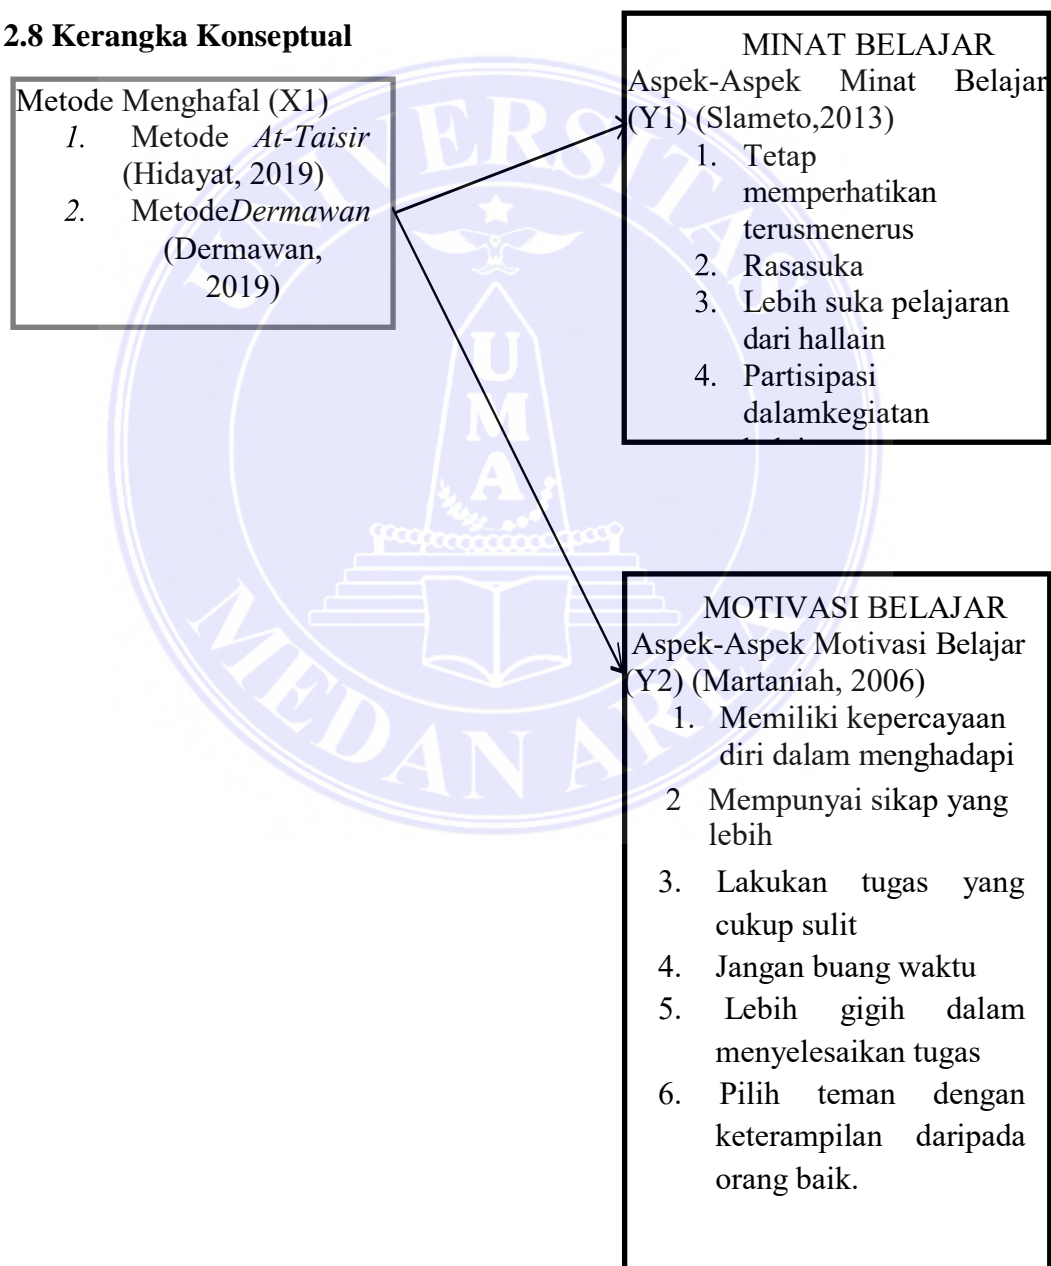 2.8 Kerangka Konseptual
Metode Menghafal (X1)
1. Metode At-Taisir
(Hidayat, 2019)
2. MetodeDermawan
(Dermawan,
2019)
MINAT BELAJAR
Aspek-Aspek Minat Belajar
(Y1) (Slameto,2013)
1. Tetap
memperhatikan
terusmenerus
2. Rasasuka
3. Lebih suka pelajaran
dari hallain
4. Partisipasi
dalamkegiatan
MOTIVASI BELAJAR
Aspek-Aspek Motivasi Belajar
(Y2) (Martaniah, 2006)
1. Memiliki kepercayaan
diri dalam menghadapi
2 Mempunyai sikap yang
lebih
3. Lakukan tugas yang
cukup sulit
4. Jangan buang waktu
5. Lebih gigih dalam
menyelesaikan tugas
6. Pilih teman dengan
keterampilan daripada
orang baik.
UNIVERSITAS
MEDAN AREA
U
M
A